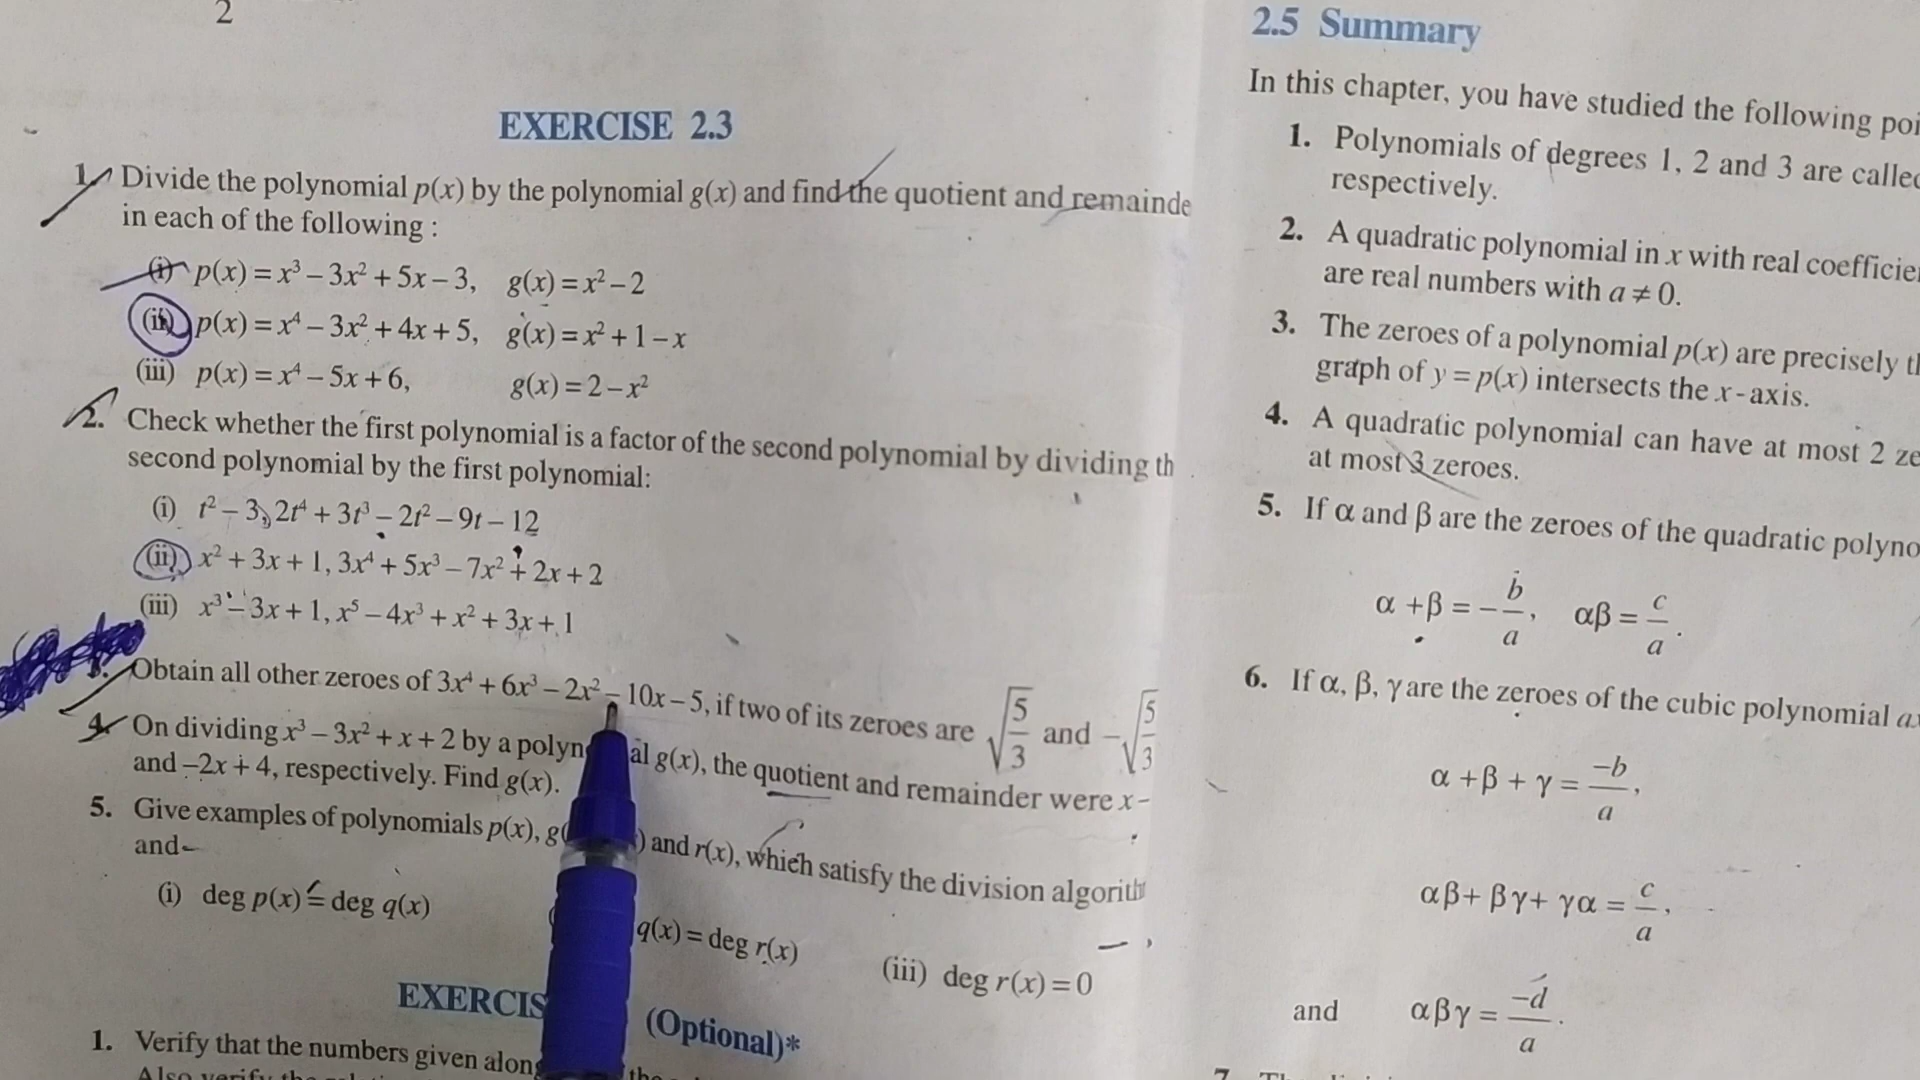 2
EXERCISE 2.3
1. Divide the polynomial p(x) by the polynomial g(x) and find the quotient and remainde
in each of the following :
(i) p(x) = x³ – 3x² + 5x – 3, g(x) = x² – 2
(ii) p(x) = x⁴ – 3x² + 4x + 5, g(x) = x² + 1 – x
(iii) p(x) = x⁴ – 5x + 6, g(x) = 2 – x²
2. Check whether the first polynomial is a factor of the second polynomial by dividing th
second polynomial by the first polynomial:
(i) t² – 3, 2t⁴ + 3t³ – 2t² – 9t – 12
(ii) x² + 3x + 1, 3x⁴ + 5x³ – 7x² + 2x + 2
(iii) x³ – 3x + 1, x⁵ – 4x³ + x² + 3x + 1
3. Obtain all other zeroes of 3x⁴ + 6x³ – 2x² – 10x – 5, if two of its zeroes are √(5/3) and –√(5/3)
4. On dividing x³ – 3x² + x + 2 by a polyn al g(x), the quotient and remainder were x –
and –2x + 4, respectively. Find g(x).
5. Give examples of polynomials p(x), g( ) and r(x), which satisfy the division algorith
and
(i) deg p(x) = deg q(x) q(x) = deg r(x) (iii) deg r(x) = 0
EXERCIS (Optional)*
1. Verify that the numbers given along the
Also verify the
2.5 Summary
In this chapter, you have studied the following poi
1. Polynomials of degrees 1, 2 and 3 are called
respectively.
2. A quadratic polynomial in x with real coefficie
are real numbers with a ≠ 0.
3. The zeroes of a polynomial p(x) are precisely th
graph of y = p(x) intersects the x - axis.
4. A quadratic polynomial can have at most 2 ze
at most 3 zeroes.
5. If α and β are the zeroes of the quadratic polyno
α + β = –b/a, αβ = c/a.
6. If α, β, γ are the zeroes of the cubic polynomial a
α + β + γ = –b/a,
αβ + βγ + γα = c/a,
and αβγ = –d/a.
7.